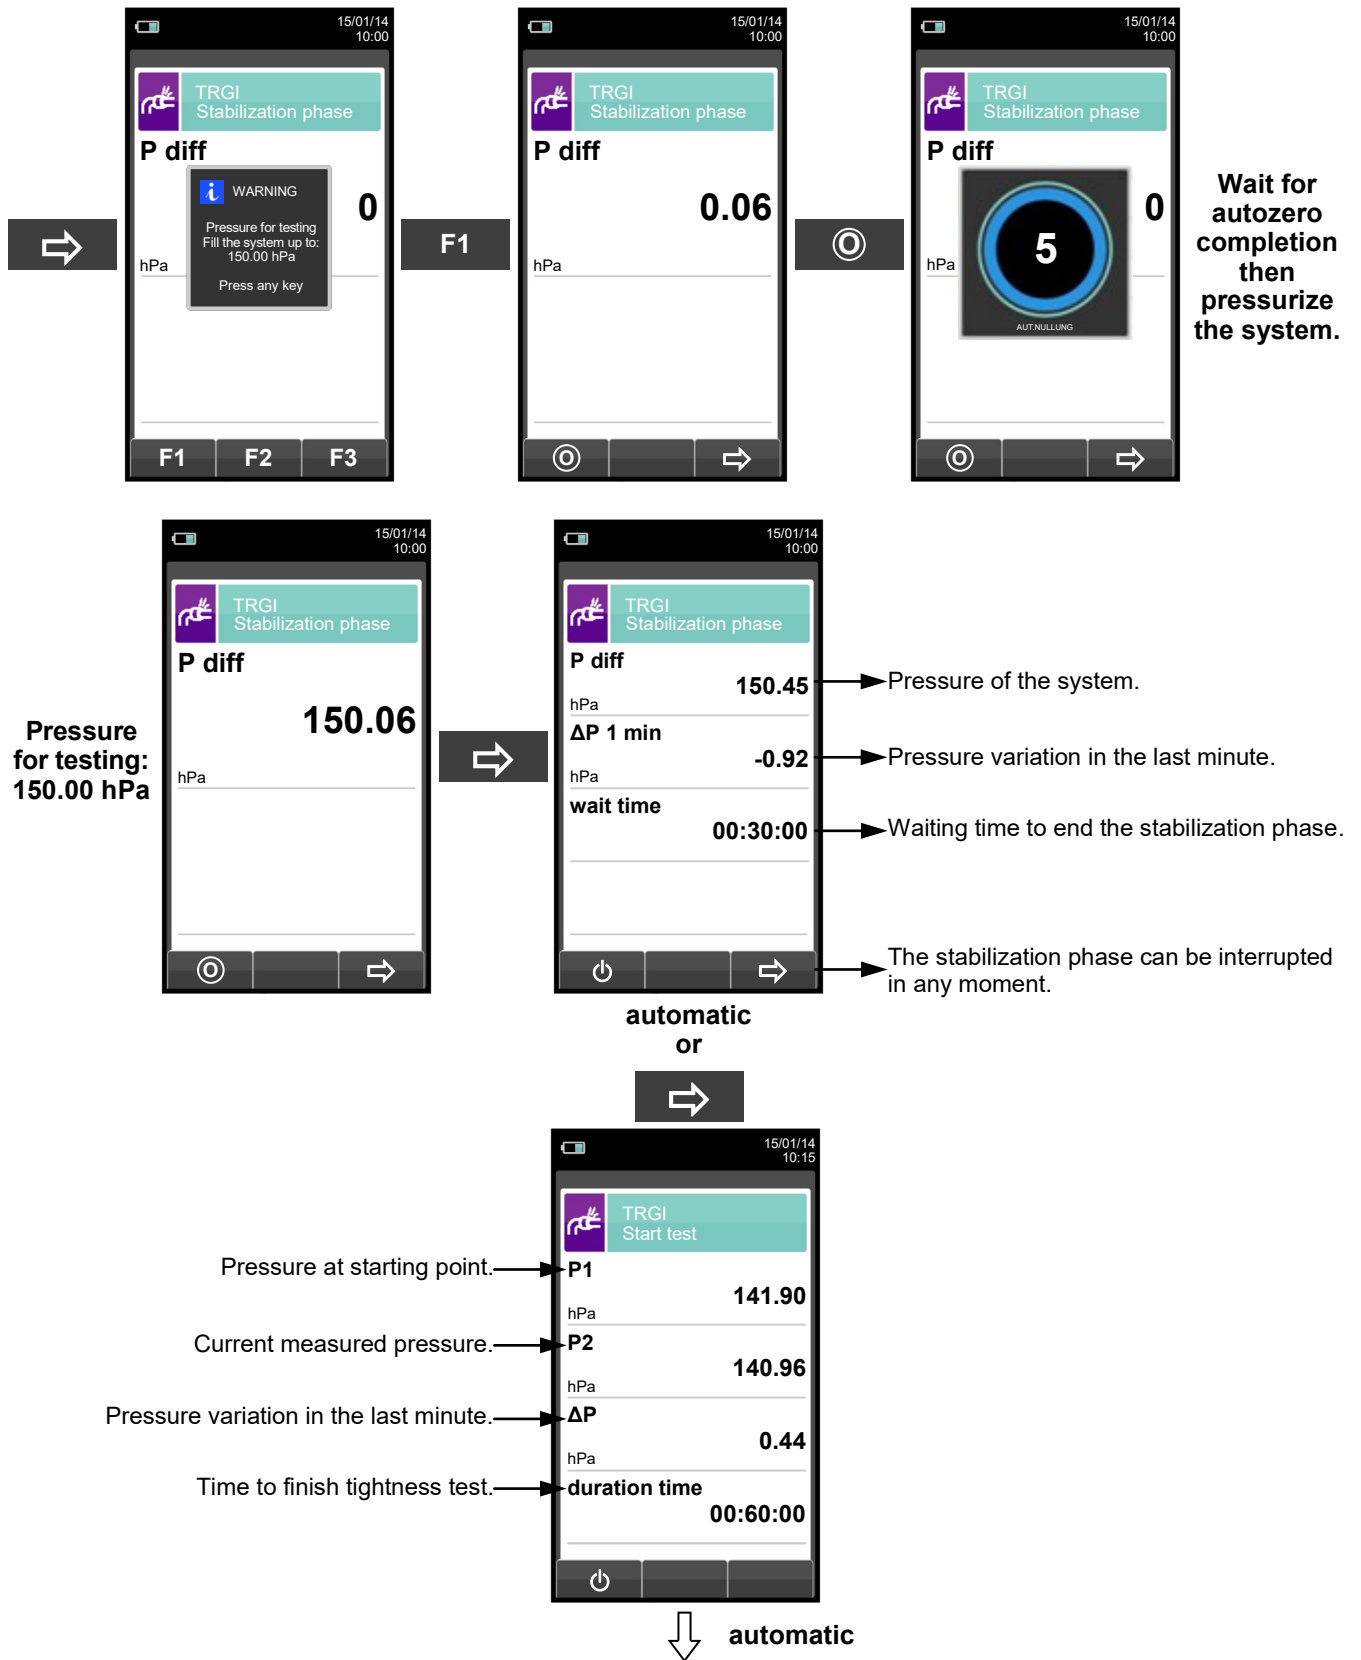 15/01/14
10:00
TRGI
Stabilization phase
P diff
WARNING
Pressure for testing
Fill the system up to:
150.00 hPa
Press any key
0
hPa
F1 F2 F3
F1
15/01/14
10:00
TRGI
Stabilization phase
P diff
0.06
hPa
15/01/14
10:00
TRGI
Stabilization phase
P diff
5
AUT.NULLUNG
0
hPa
Wait for
autozero
completion
then
pressurize
the system.
Pressure
for testing:
150.00 hPa
15/01/14
10:00
TRGI
Stabilization phase
P diff
150.06
hPa
15/01/14
10:00
TRGI
Stabilization phase
P diff
150.45
hPa
ΔP 1 min
-0.92
hPa
wait time
00:30:00
Pressure of the system.
Pressure variation in the last minute.
Waiting time to end the stabilization phase.
The stabilization phase can be interrupted
in any moment.
automatic
or
15/01/14
10:15
TRGI
Start test
Pressure at starting point.
P1
141.90
hPa
Current measured pressure.
P2
140.96
hPa
Pressure variation in the last minute.
ΔP
0.44
hPa
Time to finish tightness test.
duration time
00:60:00
automatic